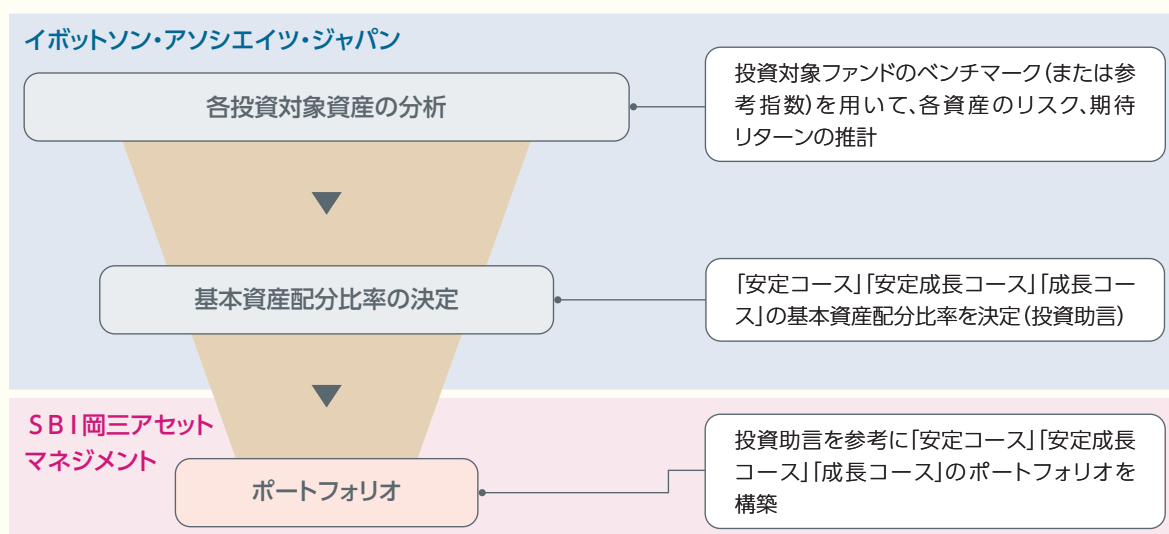 イボットソン・アソシエイツ・ジャパン
各投資対象資産の分析
投資対象ファンドのベンチマーク(または参
考指数)を用いて、各資産のリスク、期待
リターンの推計
基本資産配分比率の決定
「安定コース」「安定成長コース」「成長コー
ス」の基本資産配分比率を決定(投資助言)
SBI岡三アセット
マネジメント
ポートフォリオ
投資助言を参考に「安定コース」「安定成長
コース」「成長コース」のポートフォリオを
構築